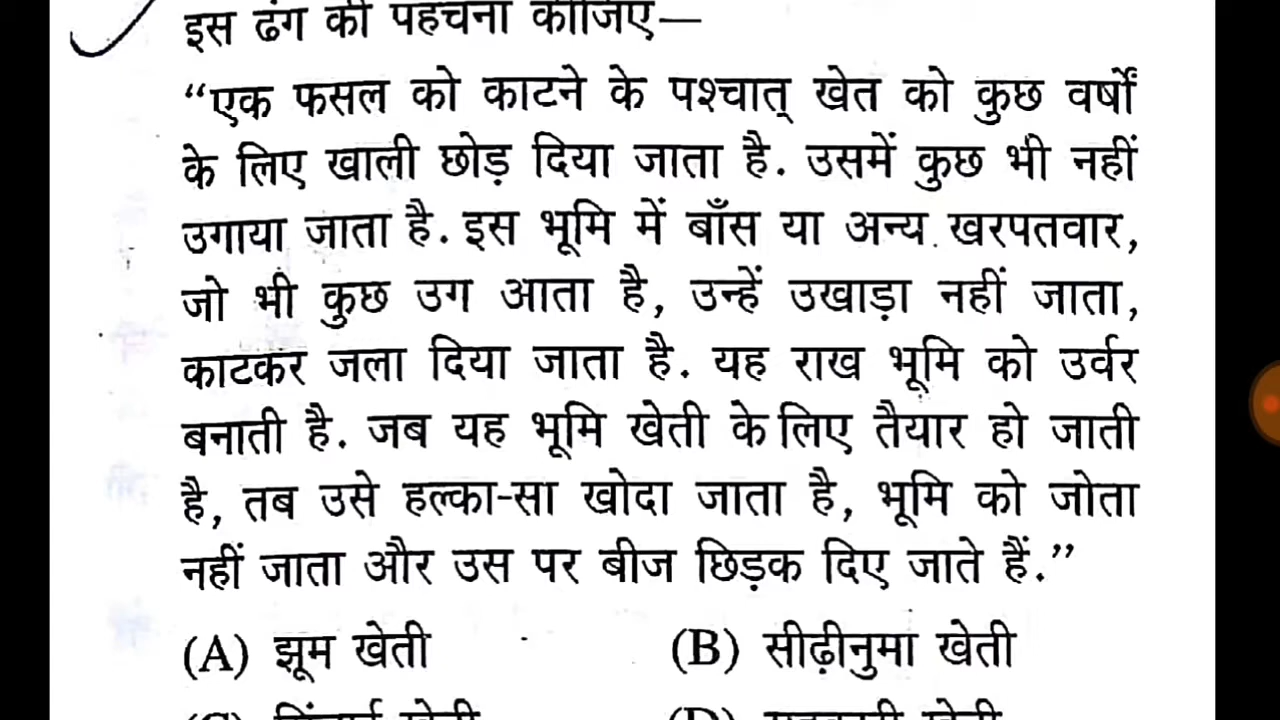 इस ढंग की पहचना कीजिए—
“एक फसल को काटने के पश्चात् खेत को कुछ वर्षों
के लिए खाली छोड़ दिया जाता है. उसमें कुछ भी नहीं
उगाया जाता है. इस भूमि में बाँस या अन्य खरपतवार,
जो भी कुछ उग आता है, उन्हें उखाड़ा नहीं जाता,
काटकर जला दिया जाता है. यह राख भूमि को उर्वर
बनाती है. जब यह भूमि खेती के लिए तैयार हो जाती
है, तब उसे हल्का-सा खोदा जाता है, भूमि को जोता
नहीं जाता और उस पर बीज छिड़क दिए जाते हैं.”
(A) झूम खेती (B) सीढ़ीनुमा खेती